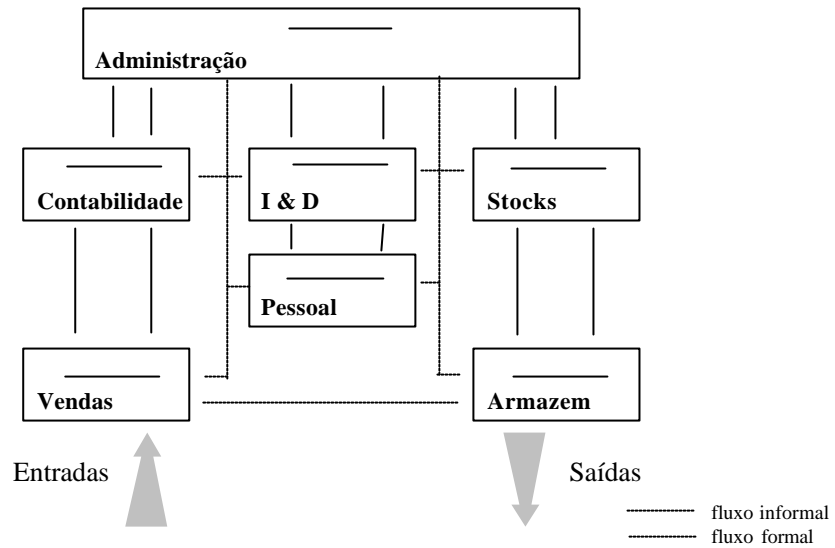 Administração
Contabilidade
I & D
Stocks
Pessoal
Vendas
Armazem
Entradas
Saídas
fluxo informal
fluxo formal